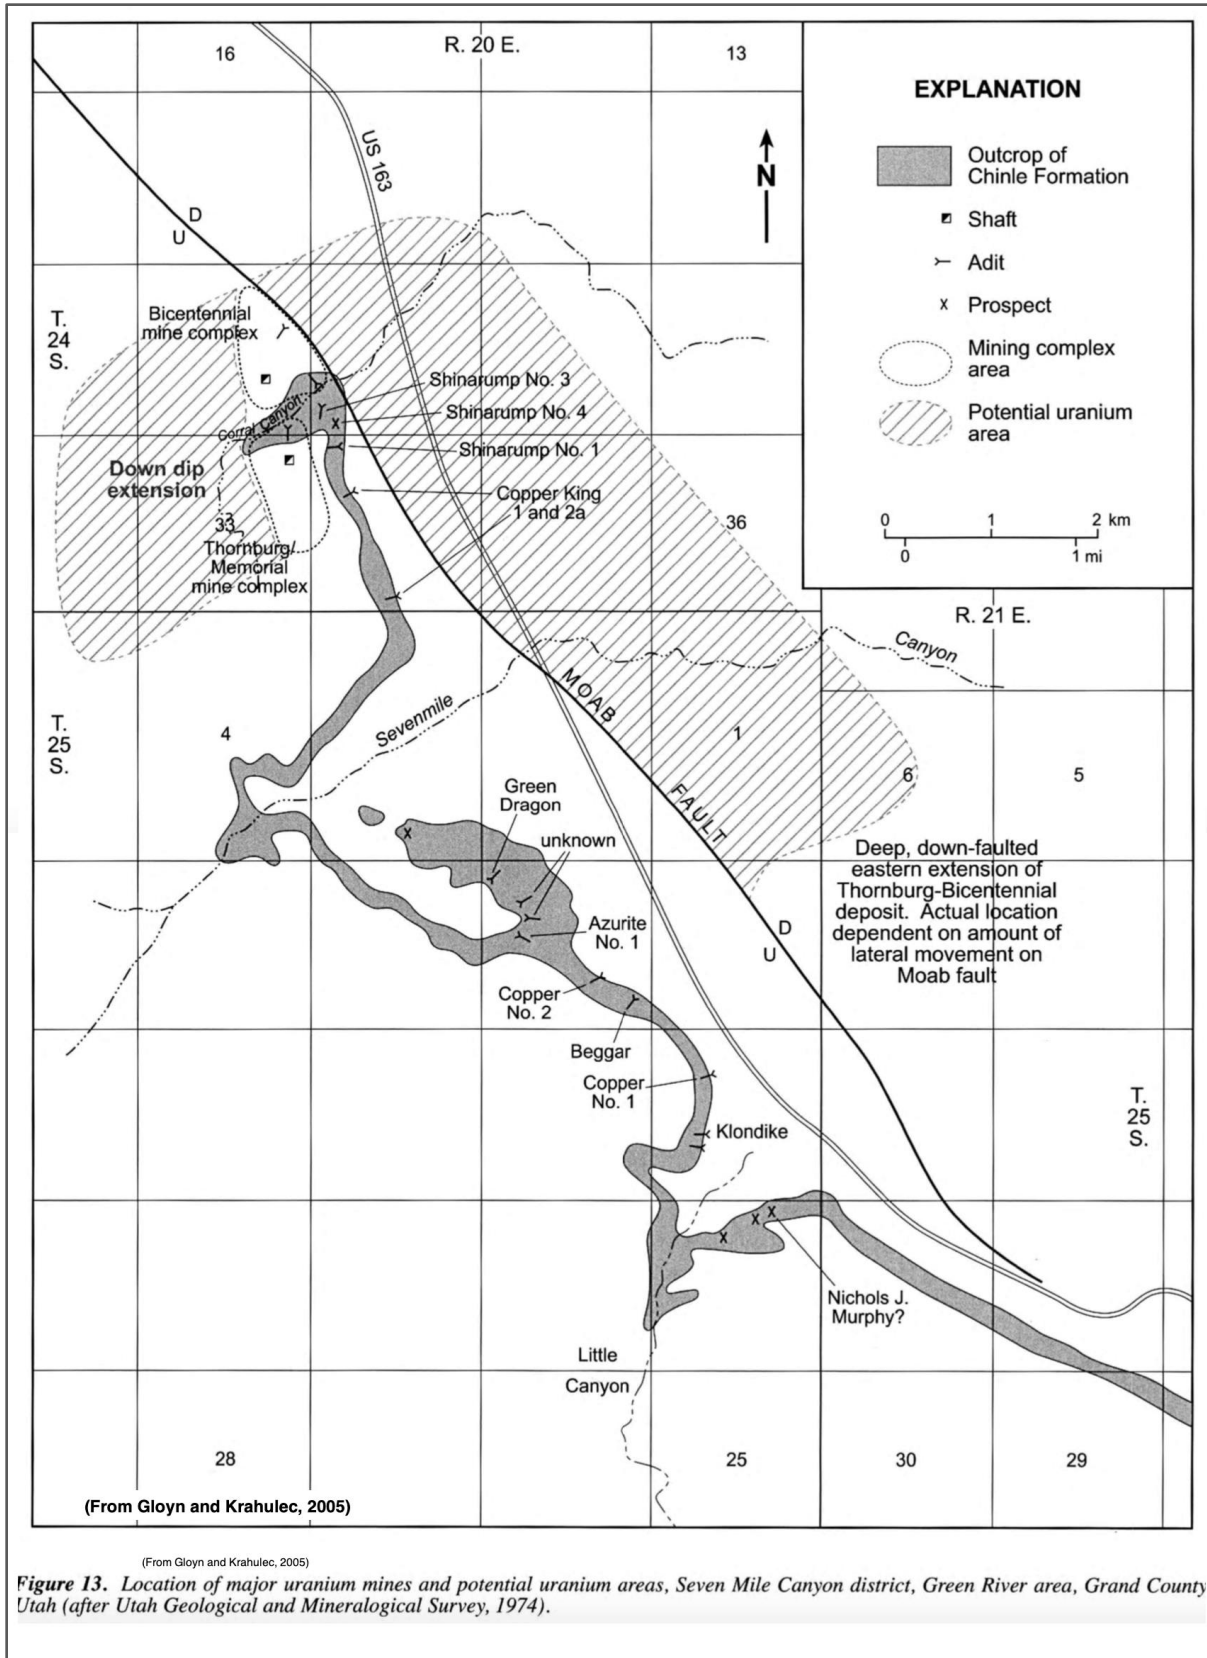 R. 20 E.
16
13
EXPLANATION
Outcrop of
Chinle Formation
Shaft
Adit
Prospect
Mining complex
area
Potential uranium
area
0 1 2 km
0 1 mi
N
US 163
D
U
T.
24
S.
Bicentennial
mine complex
Shinarump No. 3
Shinarump No. 4
Corral Canyon
Shinarump No. 1
Down dip
extension
Copper King
1 and 2a
33
36
Thornburg/
Memorial
mine complex
R. 21 E.
Canyon
MOAB
FAULT
Sevenmile
T.
25
S.
4
1
6
5
Green
Dragon
unknown
Deep, down-faulted
eastern extension of
Thornburg-Bicentennial
deposit. Actual location
dependent on amount of
lateral movement on
Moab fault
Azurite
No. 1
D
U
Copper
No. 2
Beggar
Copper
No. 1
T.
25
S.
Klondike
Nichols J.
Murphy?
Little
Canyon
28
25
30
29
(From Gloyn and Krahulec, 2005)
(From Gloyn and Krahulec, 2005)
Figure 13. Location of major uranium mines and potential uranium areas, Seven Mile Canyon district, Green River area, Grand County
Utah (after Utah Geological and Mineralogical Survey, 1974).